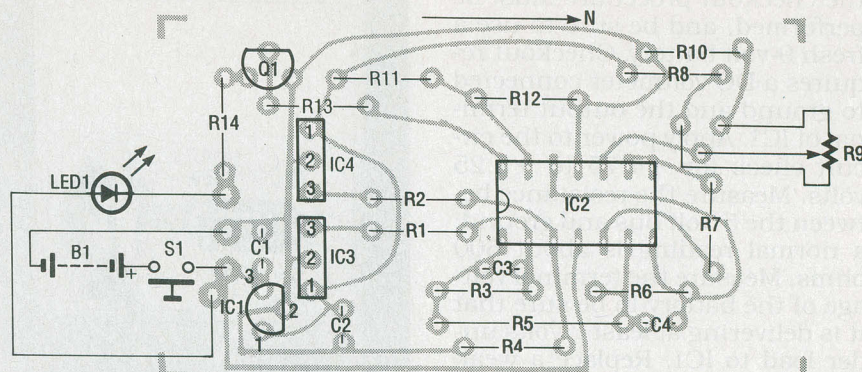 N
Q1
R10
R11
R8
R12
R13
R14
R9
1
2
3
IC4
LED1
IC2
R2
3
2
1
IC3
R1
R7
B1
S1
+
C1
3
IC1
2
1
C2
C3
R3
R6
R5
C4
R4